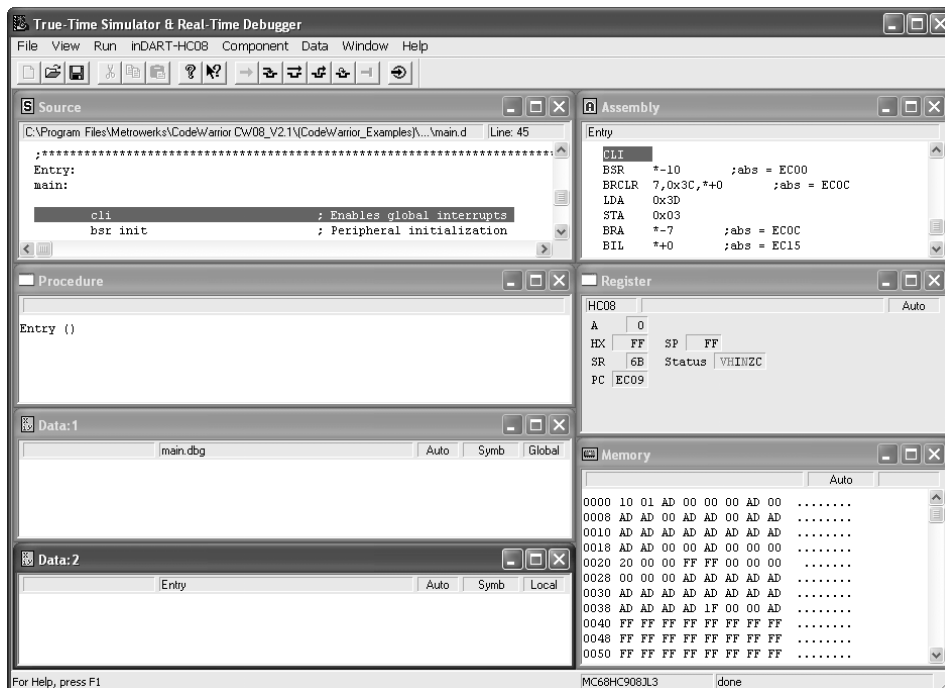 True-Time Simulator & Real-Time Debugger
File View Run inDART-HC08 Component Data Window Help
Source
C:\Program Files\Metrowerks\CodeWarrior CW08_V2.1\(CodeWarrior_Examples)\...\main.d Line: 45
;******************************************************************************
Entry:
main:
cli ; Enables global interrupts
bsr init ; Peripheral initialization
Assembly
Entry
CLI
BSR *-10 ;abs = EC00
BRCLR 7,0x3C,*+0 ;abs = EC0C
LDA 0x3D
STA 0x03
BRA *-7 ;abs = EC0C
BIL *+0 ;abs = EC15
Procedure
Entry ()
Register
HC08 Auto
A 0
HX FF SP FF
SR 6B Status VHINZC
PC EC09
Data:1
main.dbg Auto Symb Global
Memory
Auto
0000 10 01 AD 00 00 00 AD 00 ........
0008 AD AD 00 AD AD 00 AD AD ........
0010 AD AD AD AD AD AD AD AD ........
0018 AD AD 00 00 AD 00 00 00 ........
0020 20 00 00 FF FF 00 00 00 .......
0028 00 00 00 AD AD AD AD AD ........
0030 AD AD AD AD AD AD AD AD ........
0038 AD AD AD AD 1F 00 00 AD ........
0040 FF FF FF FF FF FF FF FF ........
0048 FF FF FF FF FF FF FF FF ........
0050 FF FF FF FF FF FF FF FF ........
Data:2
Entry Auto Symb Local
For Help, press F1
MC68HC908JL3 done